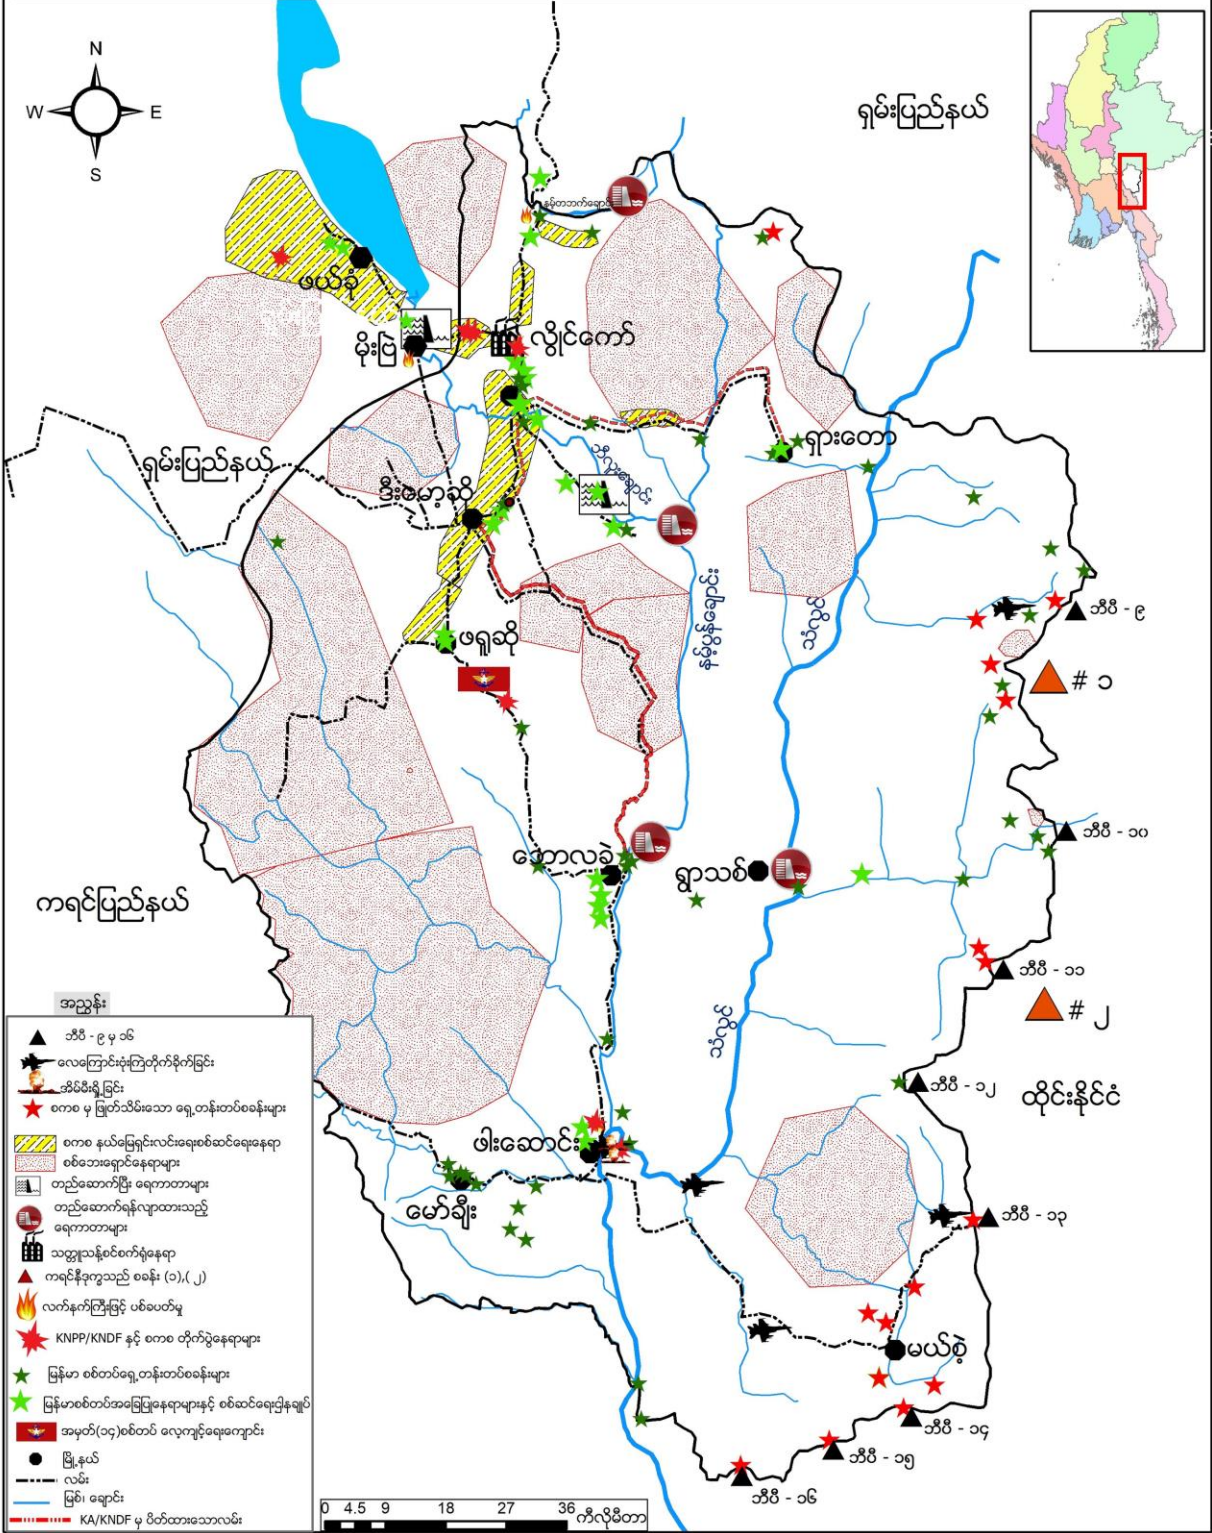 N
W E
S
ရှမ်းပြည်နယ်
နမ့်တဘက်ချောင်း
ဖယ်ခုံ
မိုးဗြဲ
လွိုင်ကော်
ရှားတော
ရှမ်းပြည်နယ်
ဘီလူးချောင်း
ဒီးမော့ဆို
နမ့်ပွန်ချောင်း
သံလွင်
ဘီပီ - ၉
ဖရူဆို
# ၁
ဘီပီ - ၁၀
ဘောလခဲ
ရွာသစ်
ကရင်ပြည်နယ်
ဘီပီ - ၁၁
# ၂
သံလွင်
ဘီပီ - ၁၂
ထိုင်းနိုင်ငံ
ဖါးဆောင်း
မော်ချီး
ဘီပီ - ၁၃
မယ်စဲ့
ဘီပီ - ၁၄
ဘီပီ - ၁၅
ဘီပီ - ၁၆
အညွှန်း
ဘီပီ - ၉ မှ ၁၆
လေကြောင်းဗုံးကြဲတိုက်ခိုက်ခြင်း
အိမ်မီးရှို့ခြင်း
စကစ မှ ဖြုတ်သိမ်းသော ရှေ့တန်းတပ်စခန်းများ
စကစ နယ်မြေရှင်းလင်းရေးစစ်ဆင်ရေးနေရာ
စစ်ဘေးရှောင်နေရာများ
တည်ဆောက်ပြီး ရေကာတာများ
တည်ဆောက်ရန်လျာထားသည့်
ရေကာတာများ
သတ္တုသန့်စင်စက်ရုံနေရာ
ကရင်နီဒုက္ခသည် စခန်း (၁),( ၂)
လက်နက်ကြီးဖြင့် ပစ်ခပတ်မှု
KNPP/KNDF နှင့် စကစ တိုက်ပွဲနေရာများ
မြန်မာ စစ်တပ်ရှေ့တန်းတပ်စခန်းများ
မြန်မာစစ်တပ်အခြေပြုနေရာများနှင့် စစ်ဆင်ရေးဌါနချုပ်
အမှတ်(၁၄)စစ်တပ် လေ့ကျင့်ရေးကျောင်း
မြို့နယ်
လမ်း
မြစ်၊ ချောင်း
KA/KNDF မှ ပိတ်ထားသောလမ်း
0 4.5 9 18 27 36
ကီလိုမီတာ